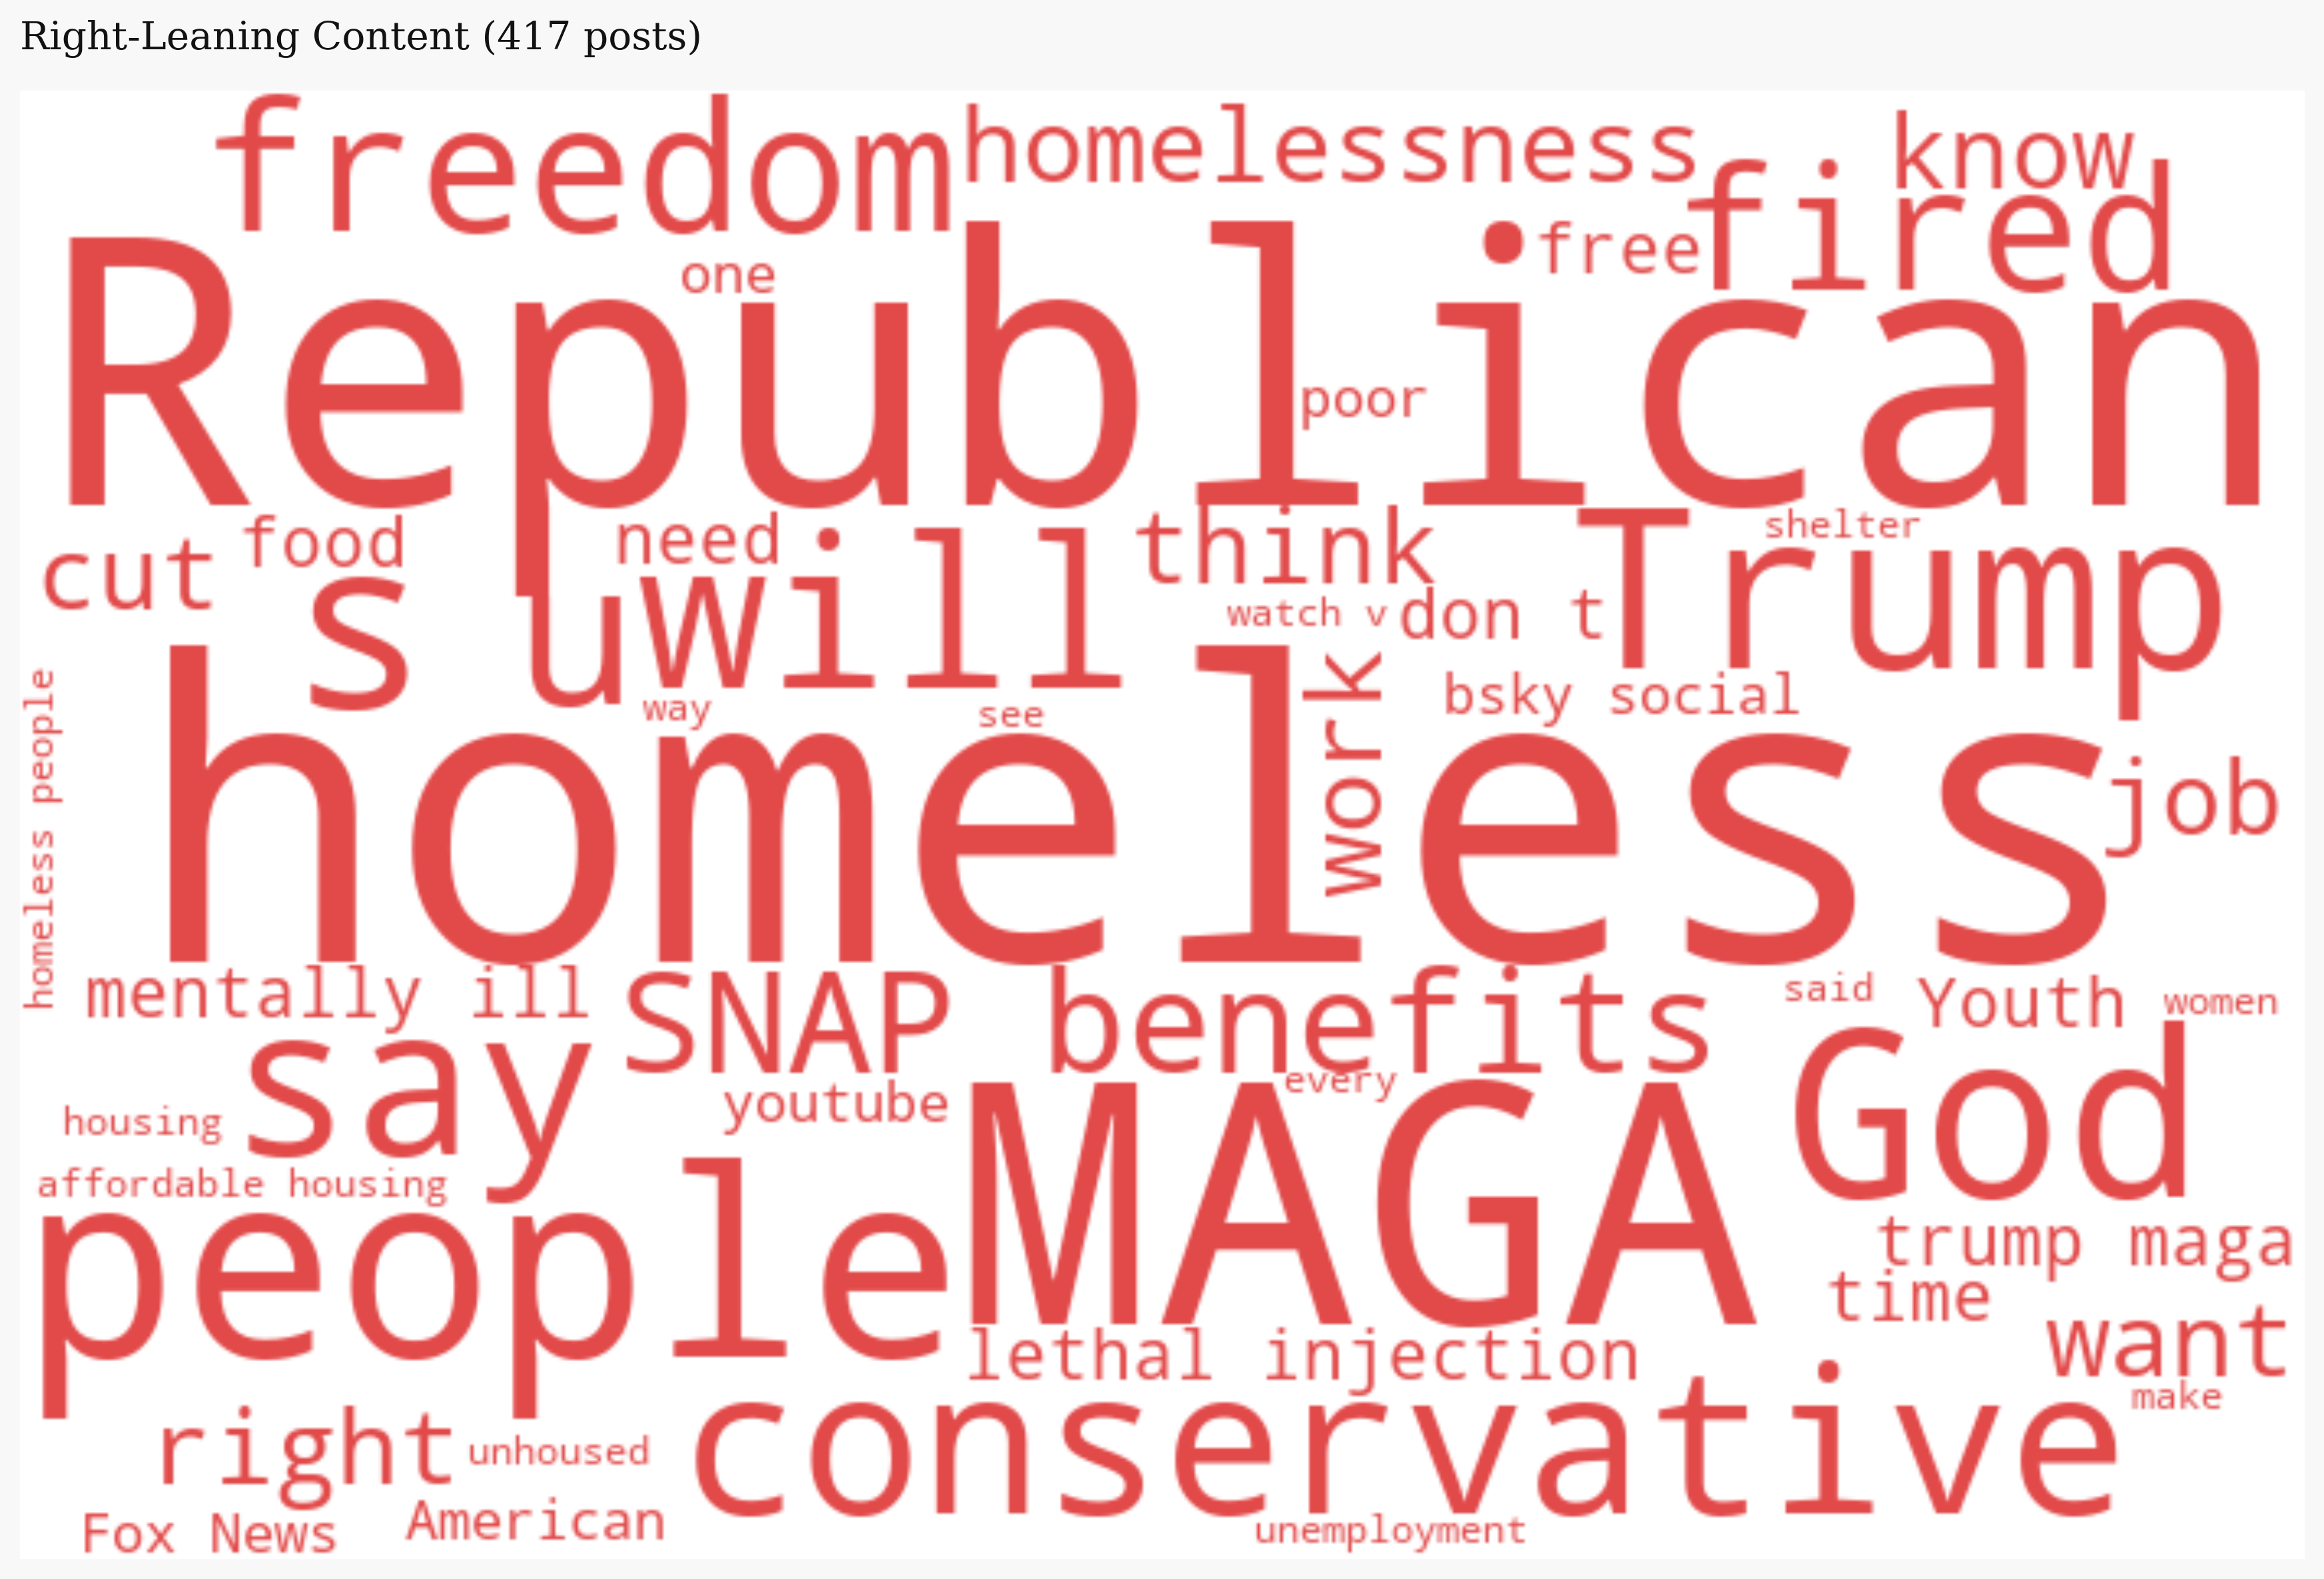 Right-Leaning Content (417 posts)
freedom
homelessness
know
fired
free
one
Republican
poor
shelter
food
need
think
Trump
cut
s u
will
watch v
don t
work
bsky social
way
see
homeless people
homeless
job
mentally ill
SNAP benefits
said
Youth
women
say
every
God
youtube
MAGA
housing
affordable housing
people
trump maga
time
want
lethal injection
make
right
unhoused
conservative
Fox News
American
unemployment